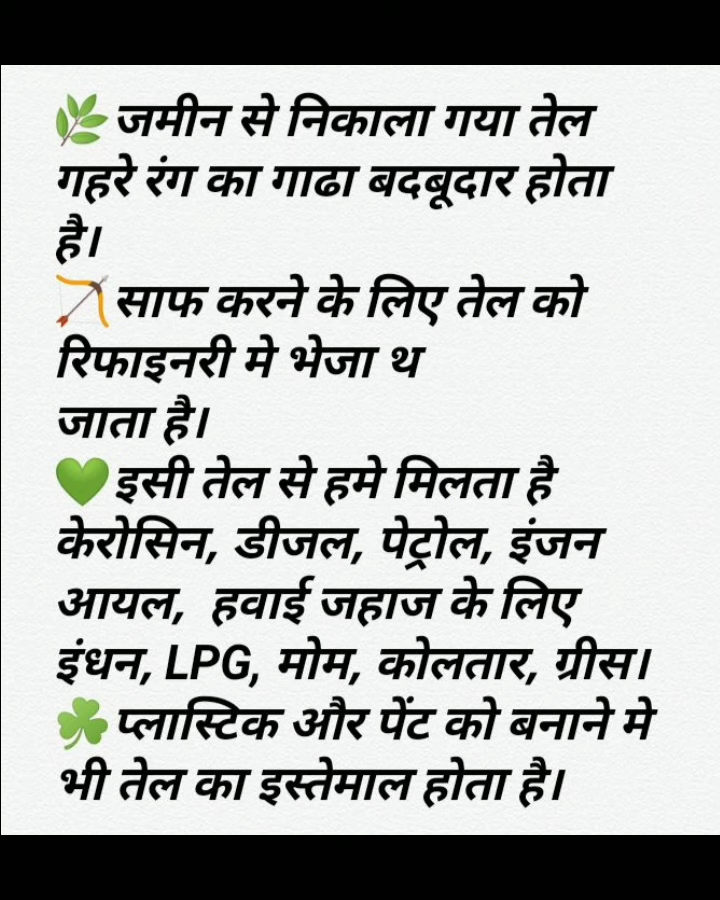 🌿जमीन से निकाला गया तेल
गहरे रंग का गाढा बदबूदार होता
है।
🏹साफ करने के लिए तेल को
रिफाइनरी मे भेजा थ
जाता है।
💚इसी तेल से हमे मिलता है
केरोसिन, डीजल, पेट्रोल, इंजन
आयल,  हवाई जहाज के लिए
इंधन, LPG, मोम, कोलतार, ग्रीस।
☘️प्लास्टिक और पेंट को बनाने मे
भी तेल का इस्तेमाल होता है।